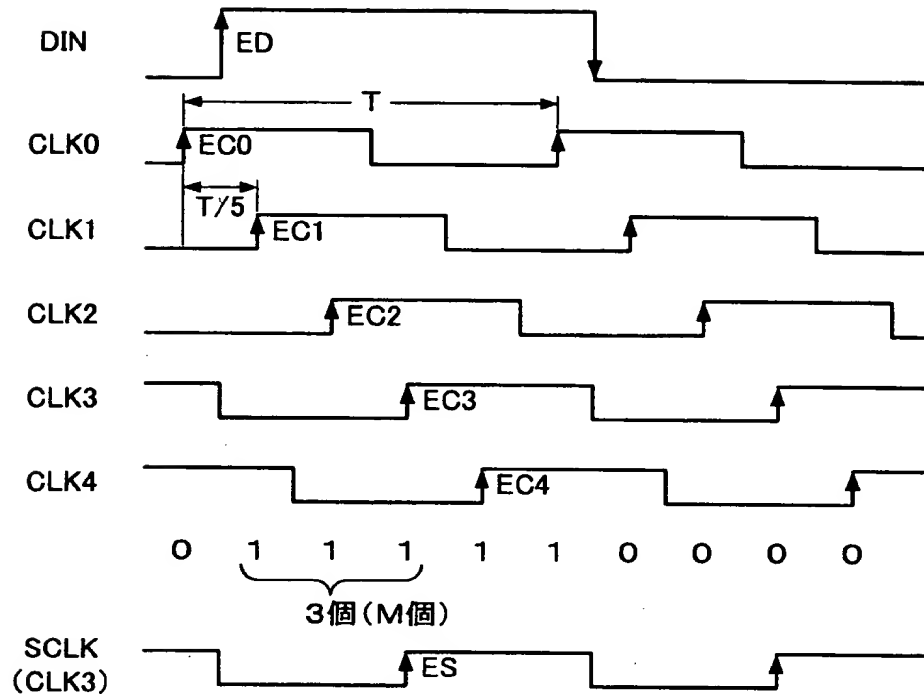 DIN
ED
T
CLK0
EC0
T/5
CLK1
EC1
CLK2
EC2
CLK3
EC3
CLK4
EC4
0 1 1 1 1 1 0 0 0 0
3個(M個)
SCLK
(CLK3)
ES